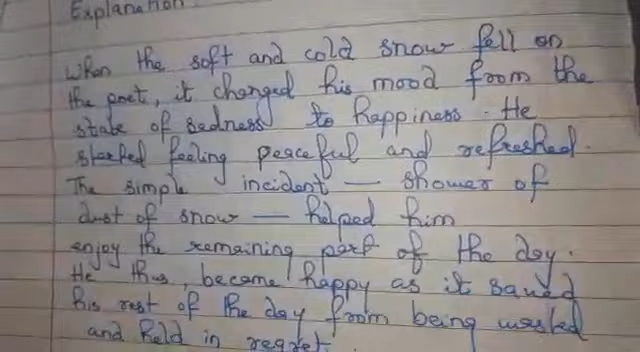 Explanation
When the soft and cold snow fell on
the poet, it changed his mood from the
state of sadness to happiness. He
started feeling peaceful and refreshed.
The simple incident — shower of
dust of snow — helped him
enjoy the remaining part of the day.
He thus, became happy as it saved
his rest of the day from being wasted
and held in regret.